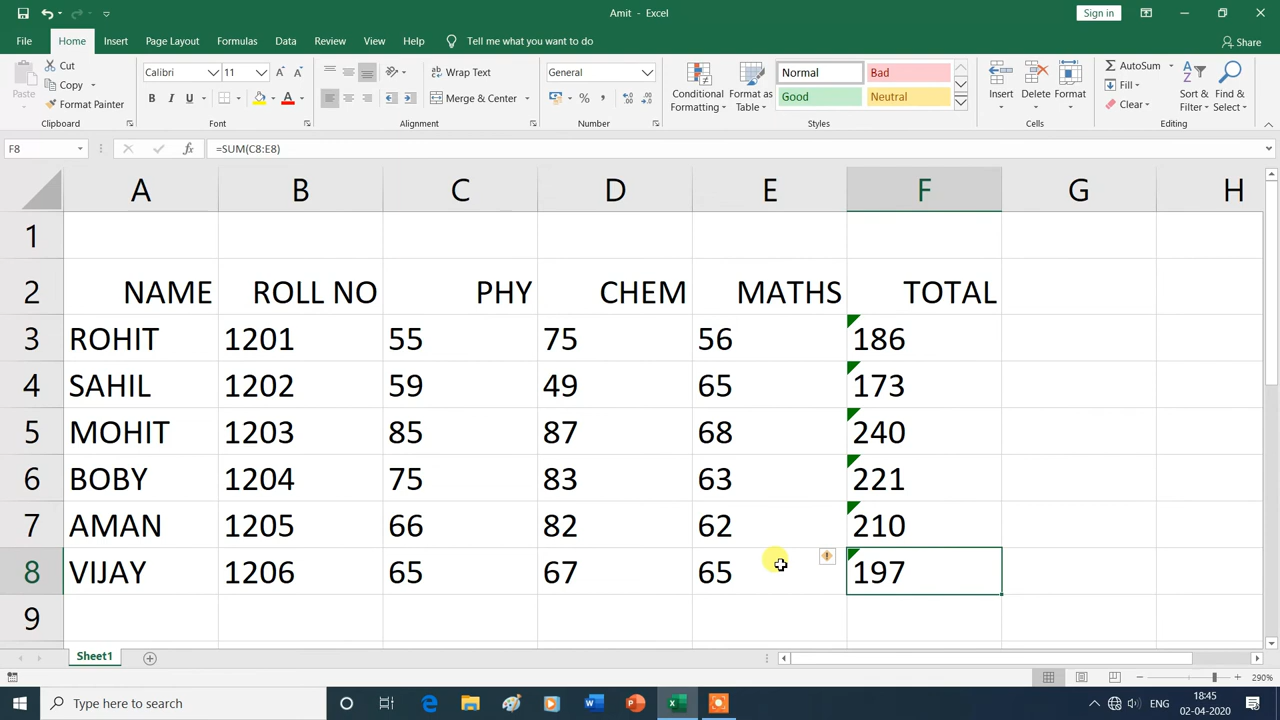 Amit - Excel
Sign in
File Home Insert Page Layout Formulas Data Review View Help Tell me what you want to do Share
Paste
Cut
Copy
Format Painter
Clipboard
Calibri 11
B I U A
Font
Wrap Text
Merge & Center
Alignment
General
% ,
Number
Conditional Formatting
Format as Table
Normal Bad
Good Neutral
Styles
Insert Delete Format
Cells
AutoSum
Fill
Clear
Sort & Filter
Find & Select
Editing
F8 fx =SUM(C8:E8)
A B C D E F G H
1
2 NAME ROLL NO PHY CHEM MATHS TOTAL
3 ROHIT 1201 55 75 56 186
4 SAHIL 1202 59 49 65 173
5 MOHIT 1203 85 87 68 240
6 BOBY 1204 75 83 63 221
7 AMAN 1205 66 82 62 210
8 VIJAY 1206 65 67 65 197
9
Sheet1
290%
Type here to search
ENG
18:45
02-04-2020